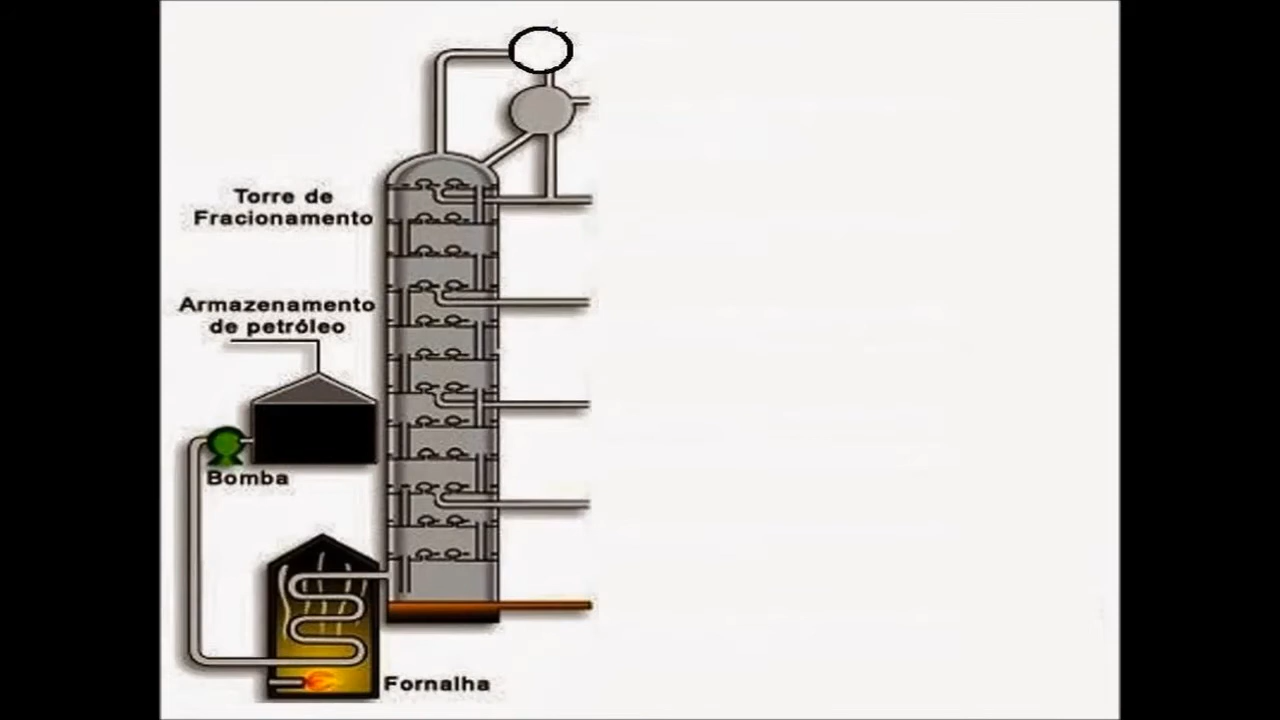 Torre de
Fracionamento
Armazenamento
de petróleo
Bomba
Fornalha